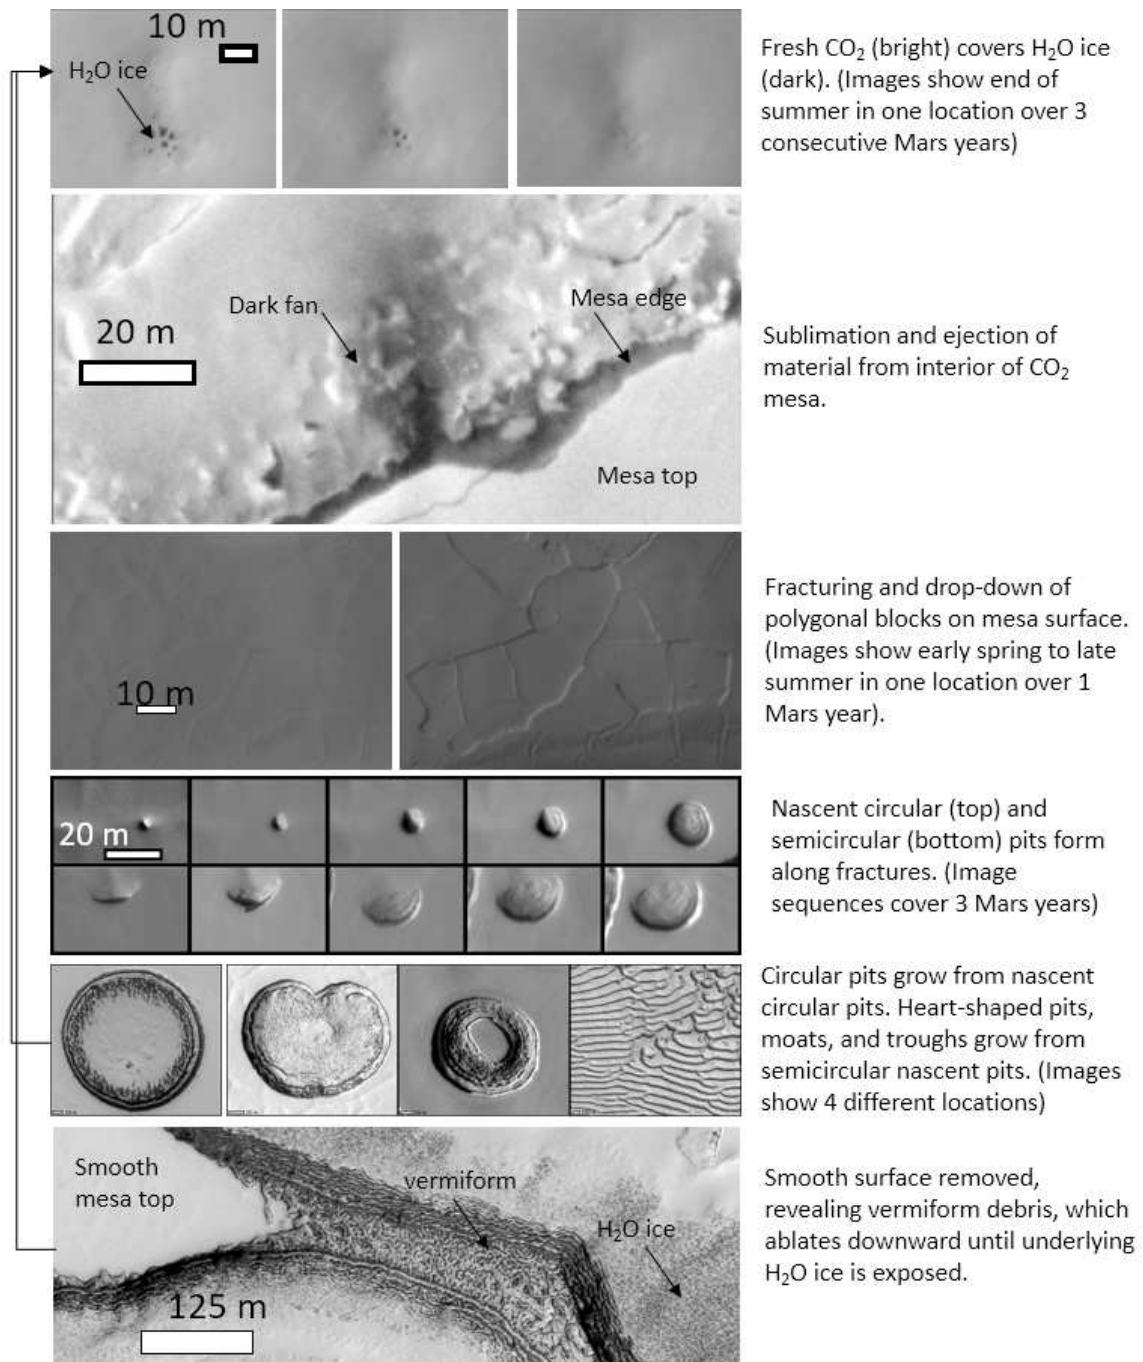 10 m
H₂O ice
Fresh CO₂ (bright) covers H₂O ice
(dark). (Images show end of
summer in one location over 3
consecutive Mars years)
Dark fan
Mesa edge
20 m
Mesa top
Sublimation and ejection of
material from interior of CO₂
mesa.
10 m
Fracturing and drop-down of
polygonal blocks on mesa surface.
(Images show early spring to late
summer in one location over 1
Mars year).
20 m
Nascent circular (top) and
semicircular (bottom) pits form
along fractures. (Image
sequences cover 3 Mars years)
Circular pits grow from nascent
circular pits. Heart-shaped pits,
moats, and troughs grow from
semicircular nascent pits. (Images
show 4 different locations)
Smooth
mesa top
vermiform
H₂O ice
125 m
Smooth surface removed,
revealing vermiform debris, which
ablates downward until underlying
H₂O ice is exposed.